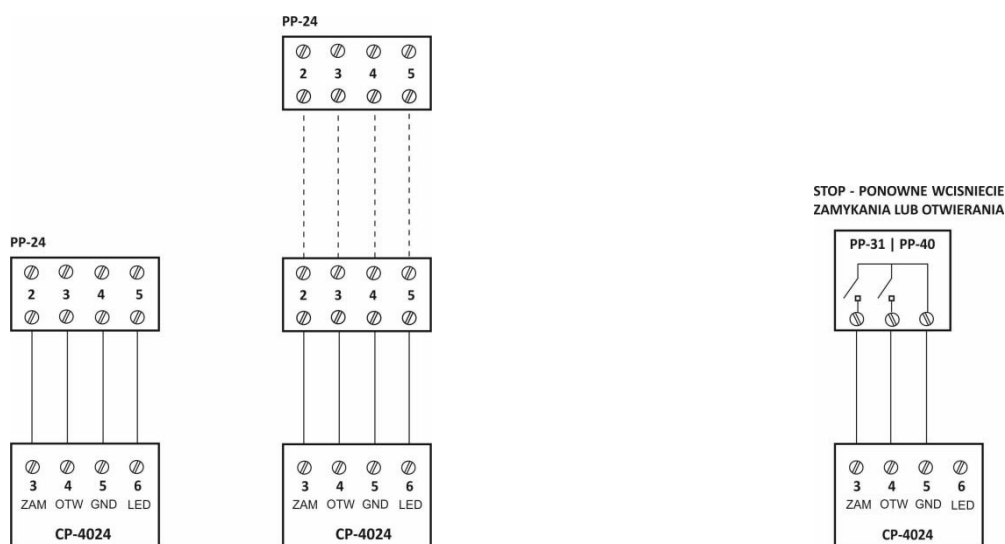 PP-24
2 3 4 5
STOP - PONOWNE WCISNIECIE
ZAMYKANIA LUB OTWIERANIA
PP-24
2 3 4 5
2 3 4 5
PP-31 | PP-40
3 4 5 6
ZAM OTW GND LED
CP-4024
3 4 5 6
ZAM OTW GND LED
CP-4024
3 4 5 6
ZAM OTW GND LED
CP-4024